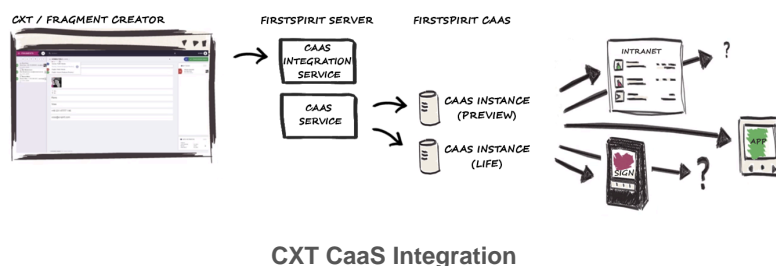 CXT / FRAGMENT CREATOR
FIRSTSPIRIT SERVER
FIRSTSPIRIT CAAS
CAAS
INTEGRATION
SERVICE
CAAS
SERVICE
CAAS INSTANCE
(PREVIEW)
CAAS INSTANCE
(LIFE)
INTRANET
?
APP
SIGN
?
CXT CaaS Integration